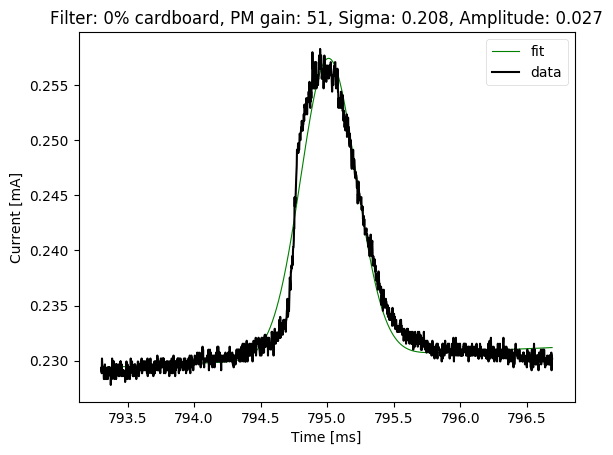 Filter: 0% cardboard, PM gain: 51, Sigma: 0.208, Amplitude: 0.027
fit
data
0.255
0.250
0.245
0.240
0.235
0.230
Current [mA]
793.5 794.0 794.5 795.0 795.5 796.0 796.5
Time [ms]